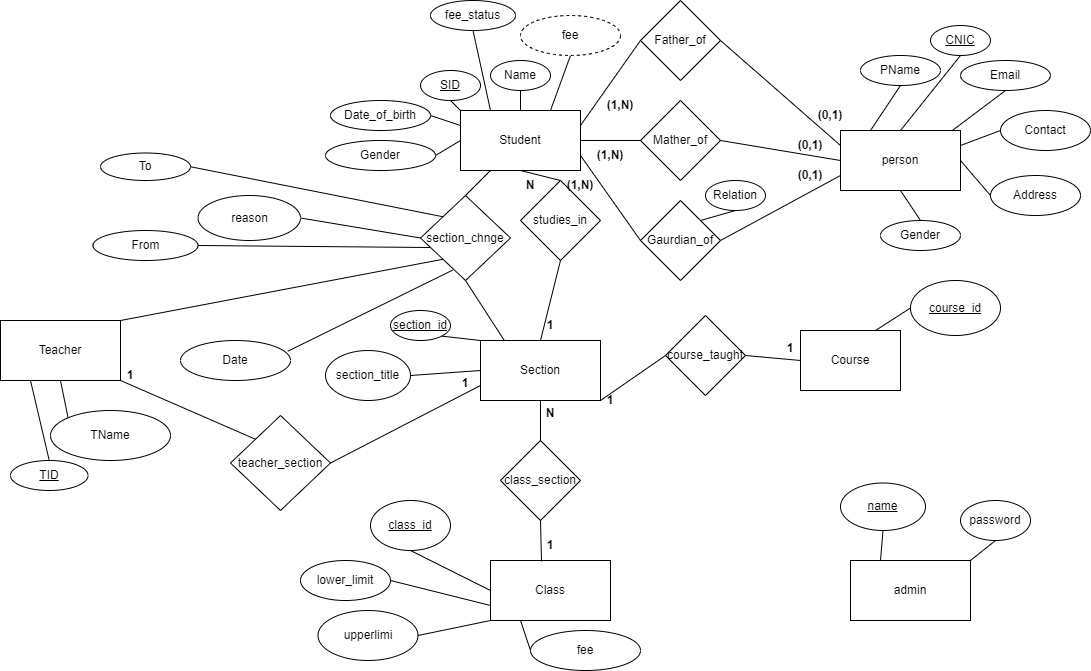 fee_status
fee
Father_of
CNIC
PName
Email
SID
Name
Date_of_birth
Student
(1,N)
(0,1)
Contact
Gender
(1,N)
Mather_of
(0,1)
person
To
N
(1,N)
(0,1)
Relation
Address
reason
section_chnge
studies_in
Gaurdian_of
Gender
From
section_id
1
course_id
Teacher
Date
section_title
Section
course_taught
1
Course
1
1
1
N
TName
TID
teacher_section
class_section
class_id
1
name
password
lower_limit
Class
admin
upperlimi
fee